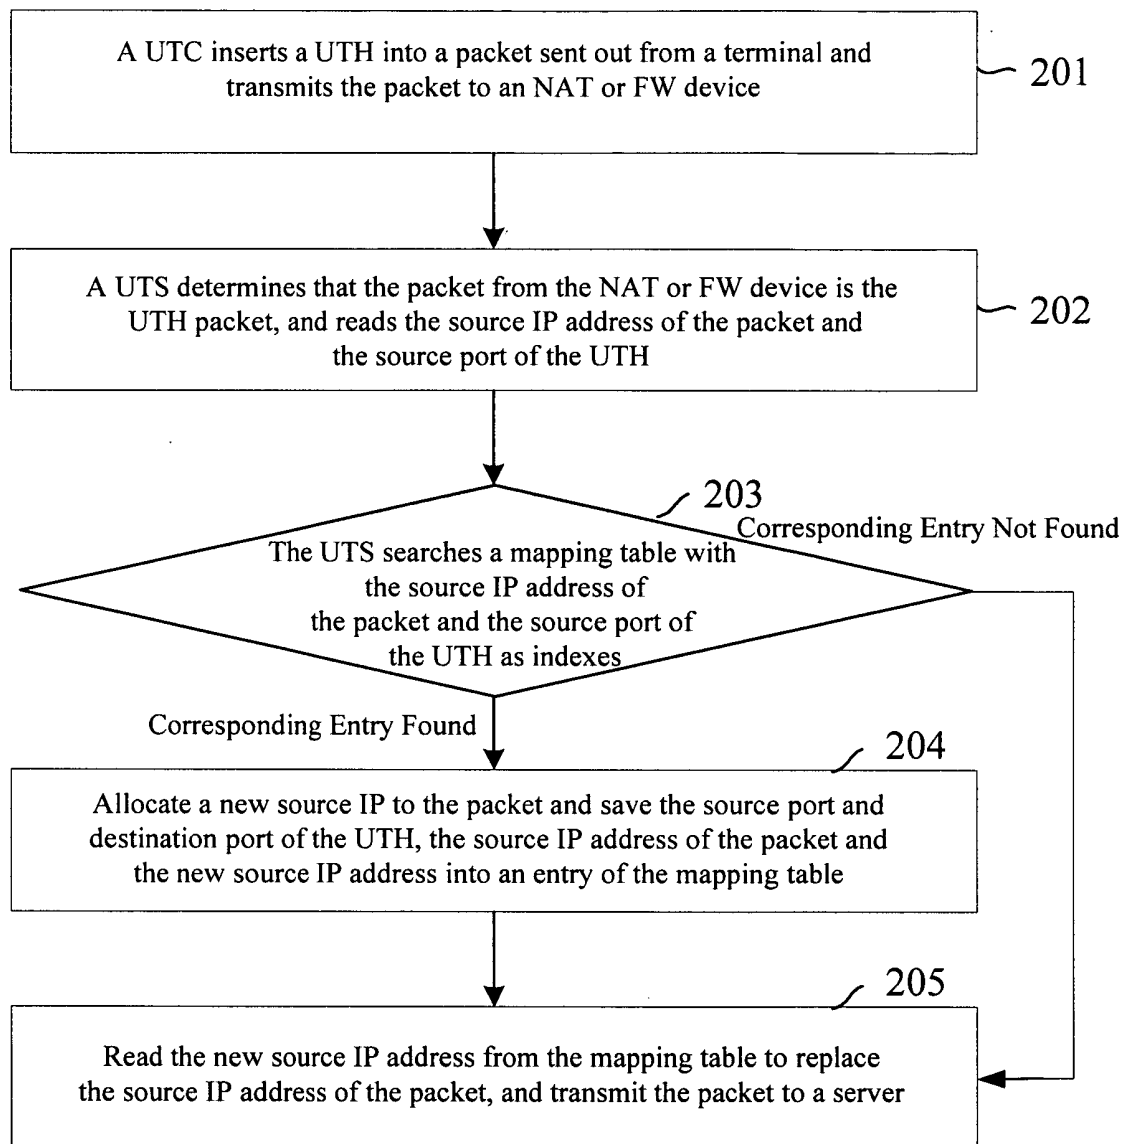 A UTC inserts a UTH into a packet sent out from a terminal and
transmits the packet to an NAT or FW device
201
A UTS determines that the packet from the NAT or FW device is the
UTH packet, and reads the source IP address of the packet and
the source port of the UTH
202
203
Corresponding Entry Not Found
The UTS searches a mapping table with
the source IP address of
the packet and the source port of
the UTH as indexes
Corresponding Entry Found
204
Allocate a new source IP to the packet and save the source port and
destination port of the UTH, the source IP address of the packet and
the new source IP address into an entry of the mapping table
205
Read the new source IP address from the mapping table to replace
the source IP address of the packet, and transmit the packet to a server